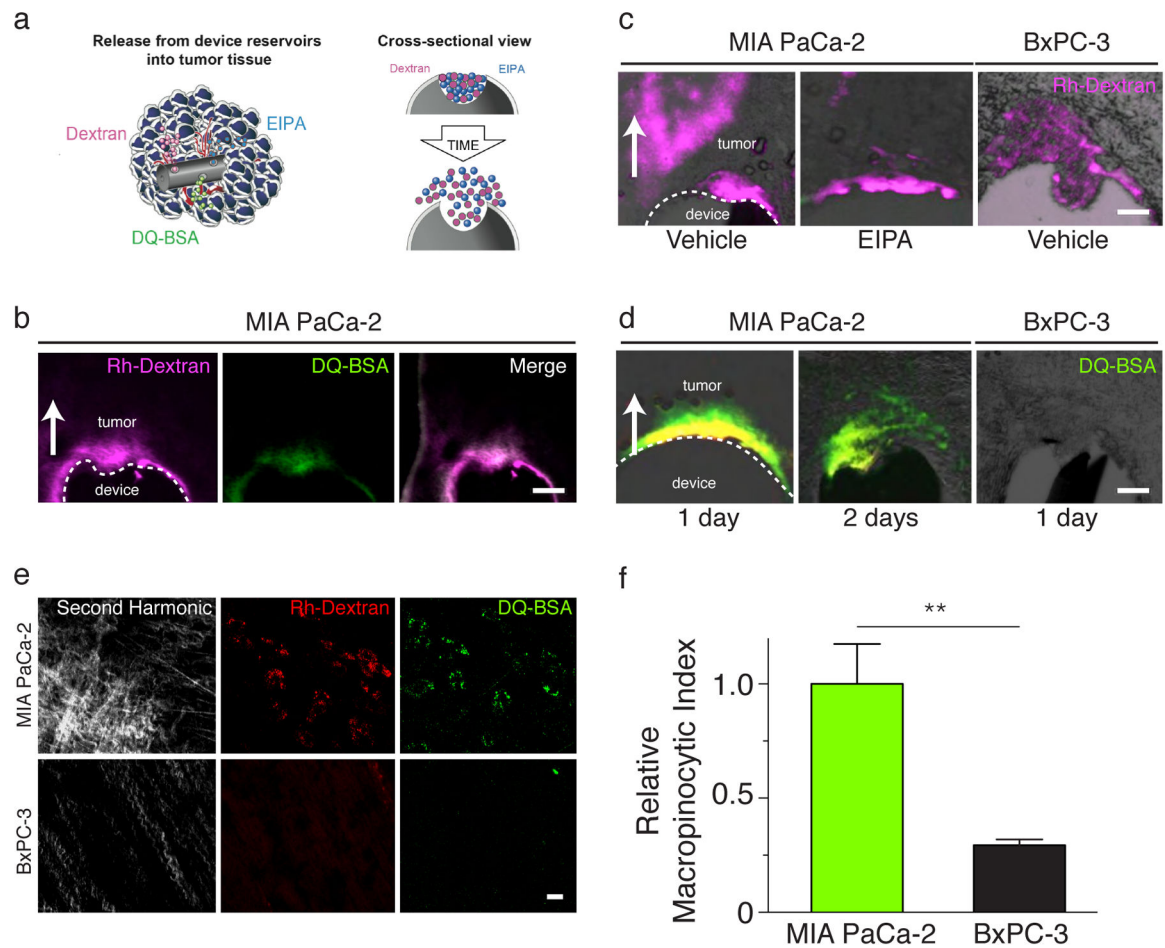 a
Release from device reservoirs
into tumor tissue
Dextran
EIPA
DQ-BSA
Cross-sectional view
Dextran
EIPA
TIME
b
MIA PaCa-2
Rh-Dextran
tumor
device
DQ-BSA
Merge
c
MIA PaCa-2
BxPC-3
tumor
device
Rh-Dextran
Vehicle
EIPA
Vehicle
d
MIA PaCa-2
BxPC-3
tumor
device
DQ-BSA
1 day
2 days
1 day
e
Second Harmonic
Rh-Dextran
DQ-BSA
MIA PaCa-2
BxPC-3
f
**
Relative
Macropinocytic Index
1.0
0.5
0
MIA PaCa-2
BxPC-3